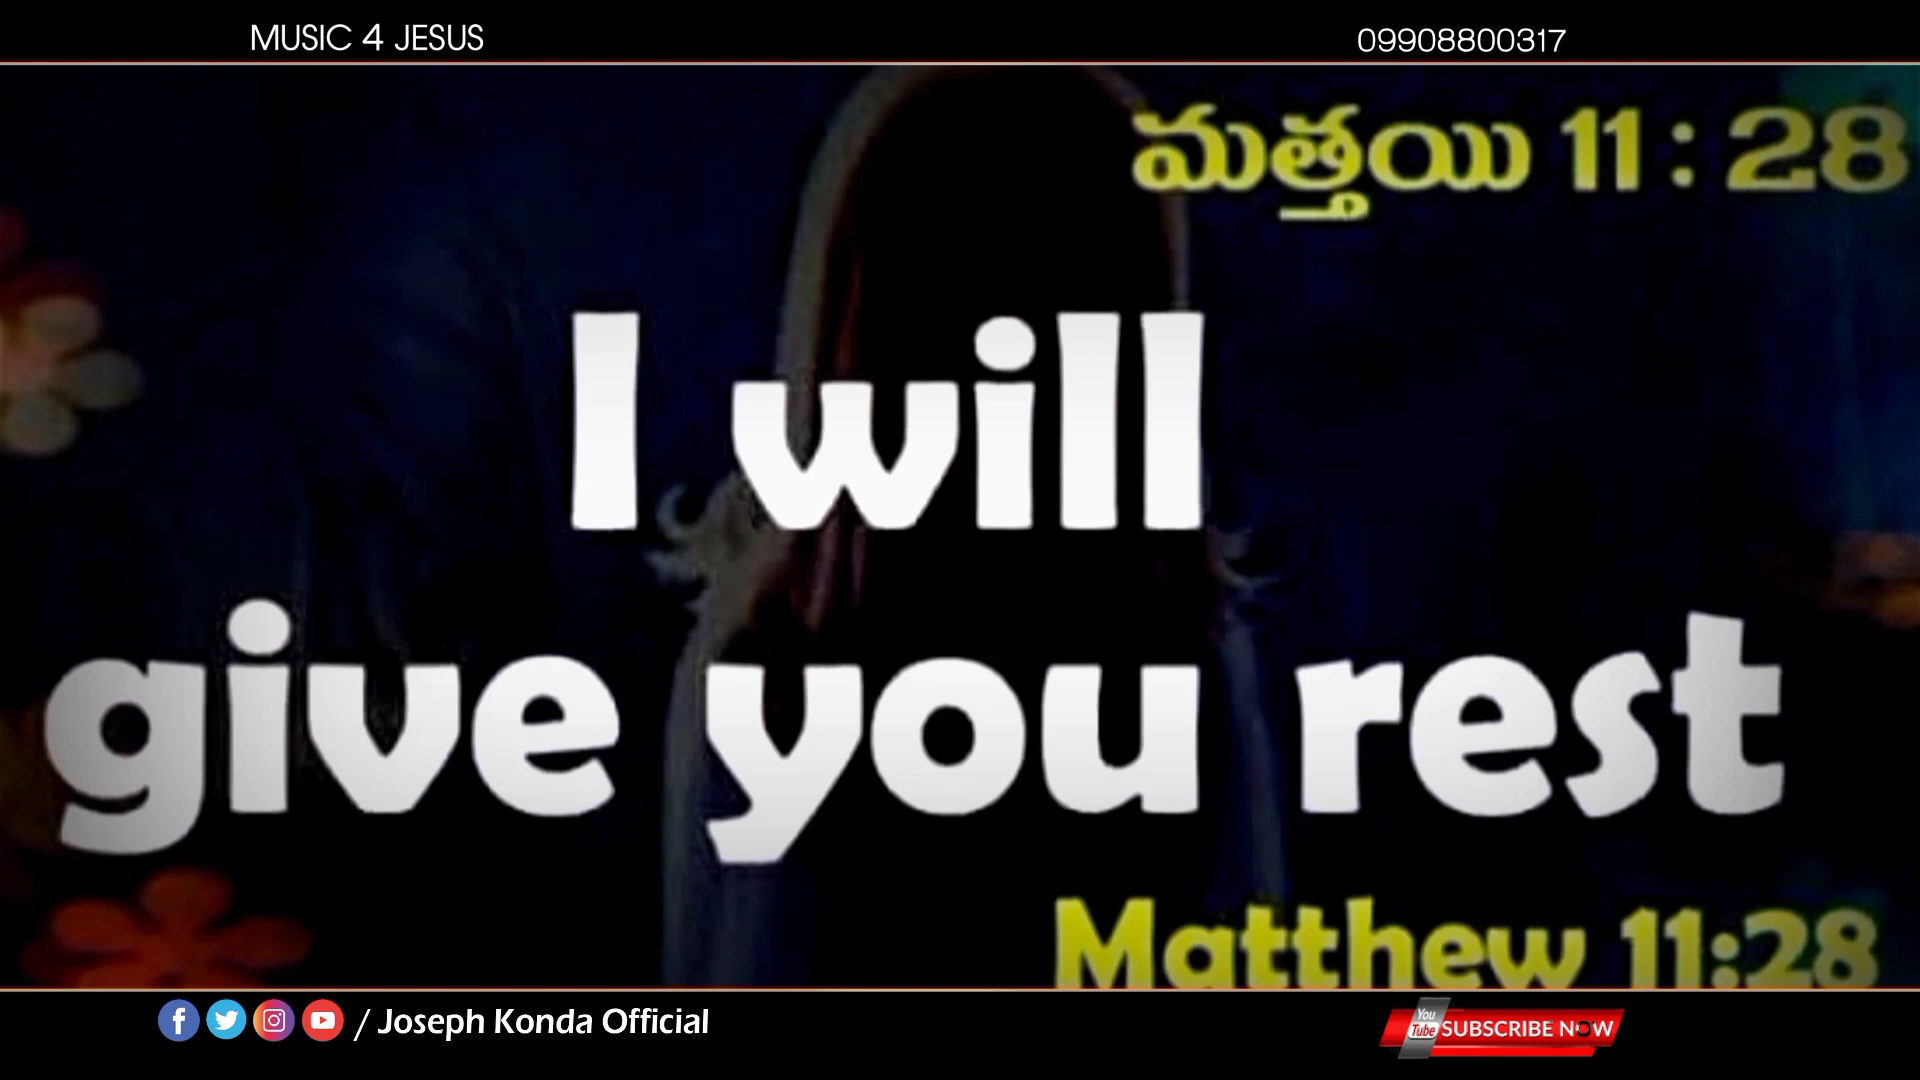 MUSIC 4 JESUS
09908800317
మత్తయి 11 : 28
I will
give you rest
Matthew 11:28
/ Joseph Konda Official
You
Tube
SUBSCRIBE NOW